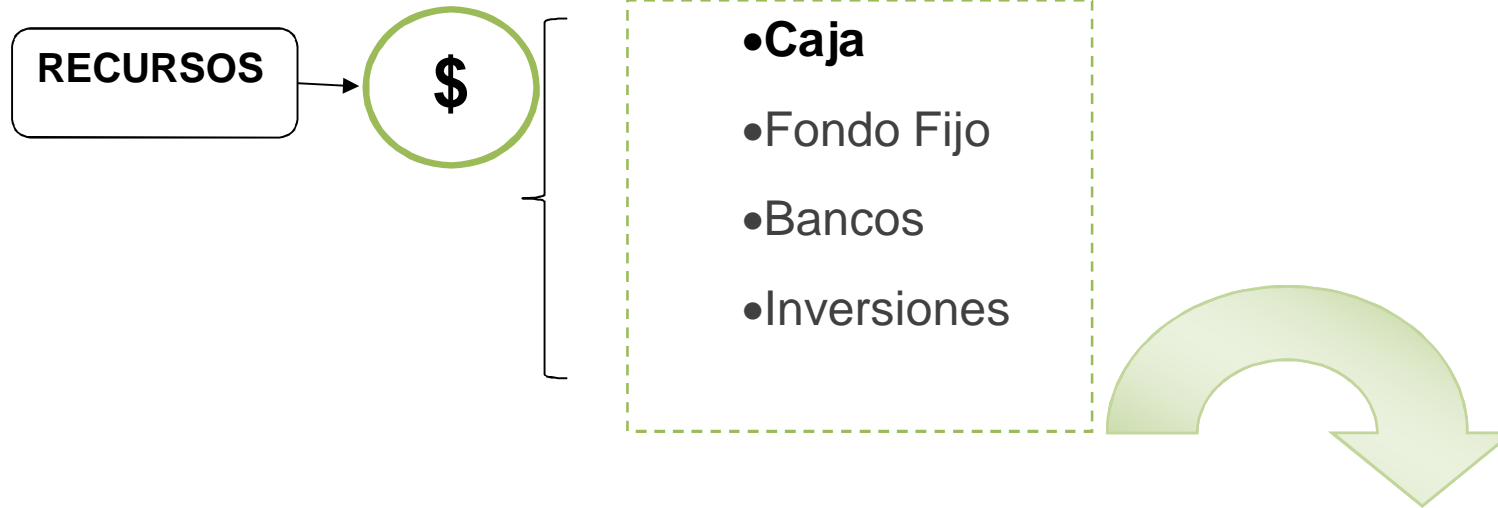 RECURSOS
$
•Caja
•Fondo Fijo
•Bancos
•Inversiones